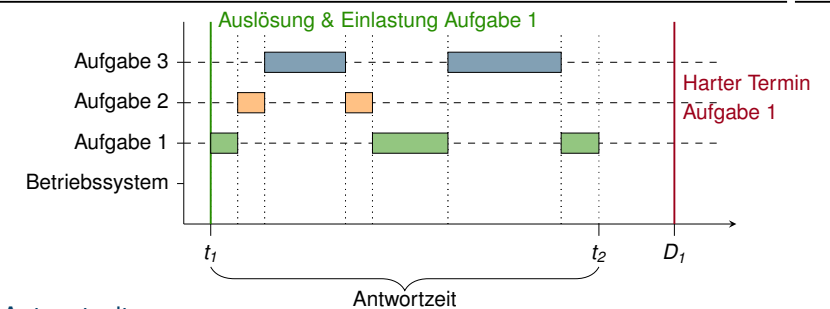 Auslösung & Einlastung Aufgabe 1
Aufgabe 3
Aufgabe 2
Aufgabe 1
Betriebssystem
Harter Termin
Aufgabe 1
t1
t2
D1
Antwortzeit